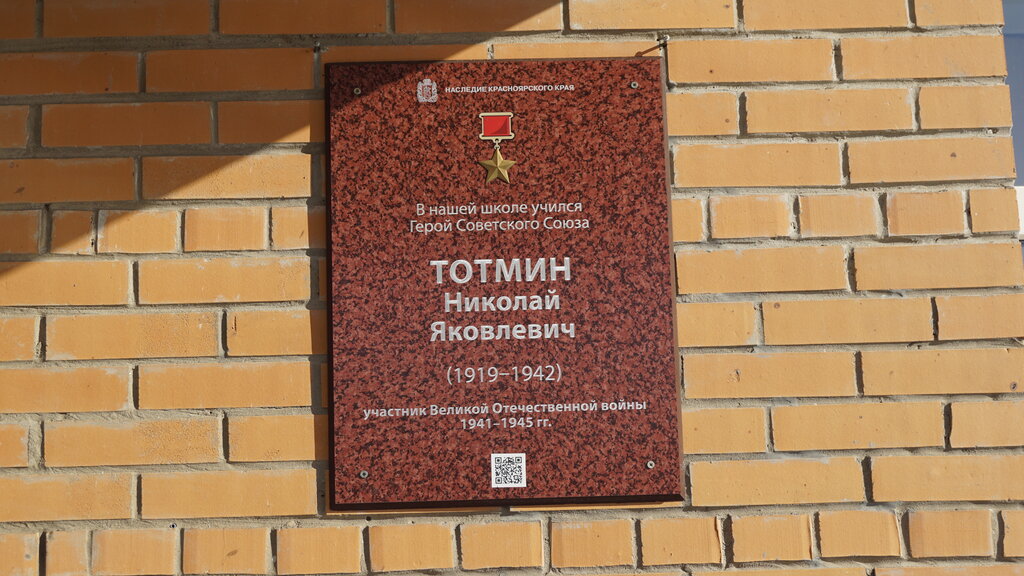 НАСЛЕДИЕ КРАСНОЯРСКОГО КРАЯ
В нашей школе учился
Герой Советского Союза
ТОТМИН
Николай
Яковлевич
(1919–1942)
участник Великой Отечественной войны
1941–1945 гг.